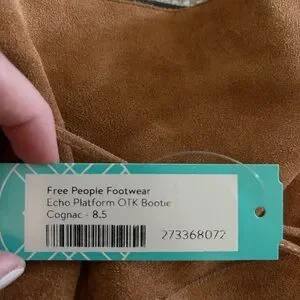 Free People Footwear
Echo Platform OTK Bootie
Cognac - 8.5
273368072